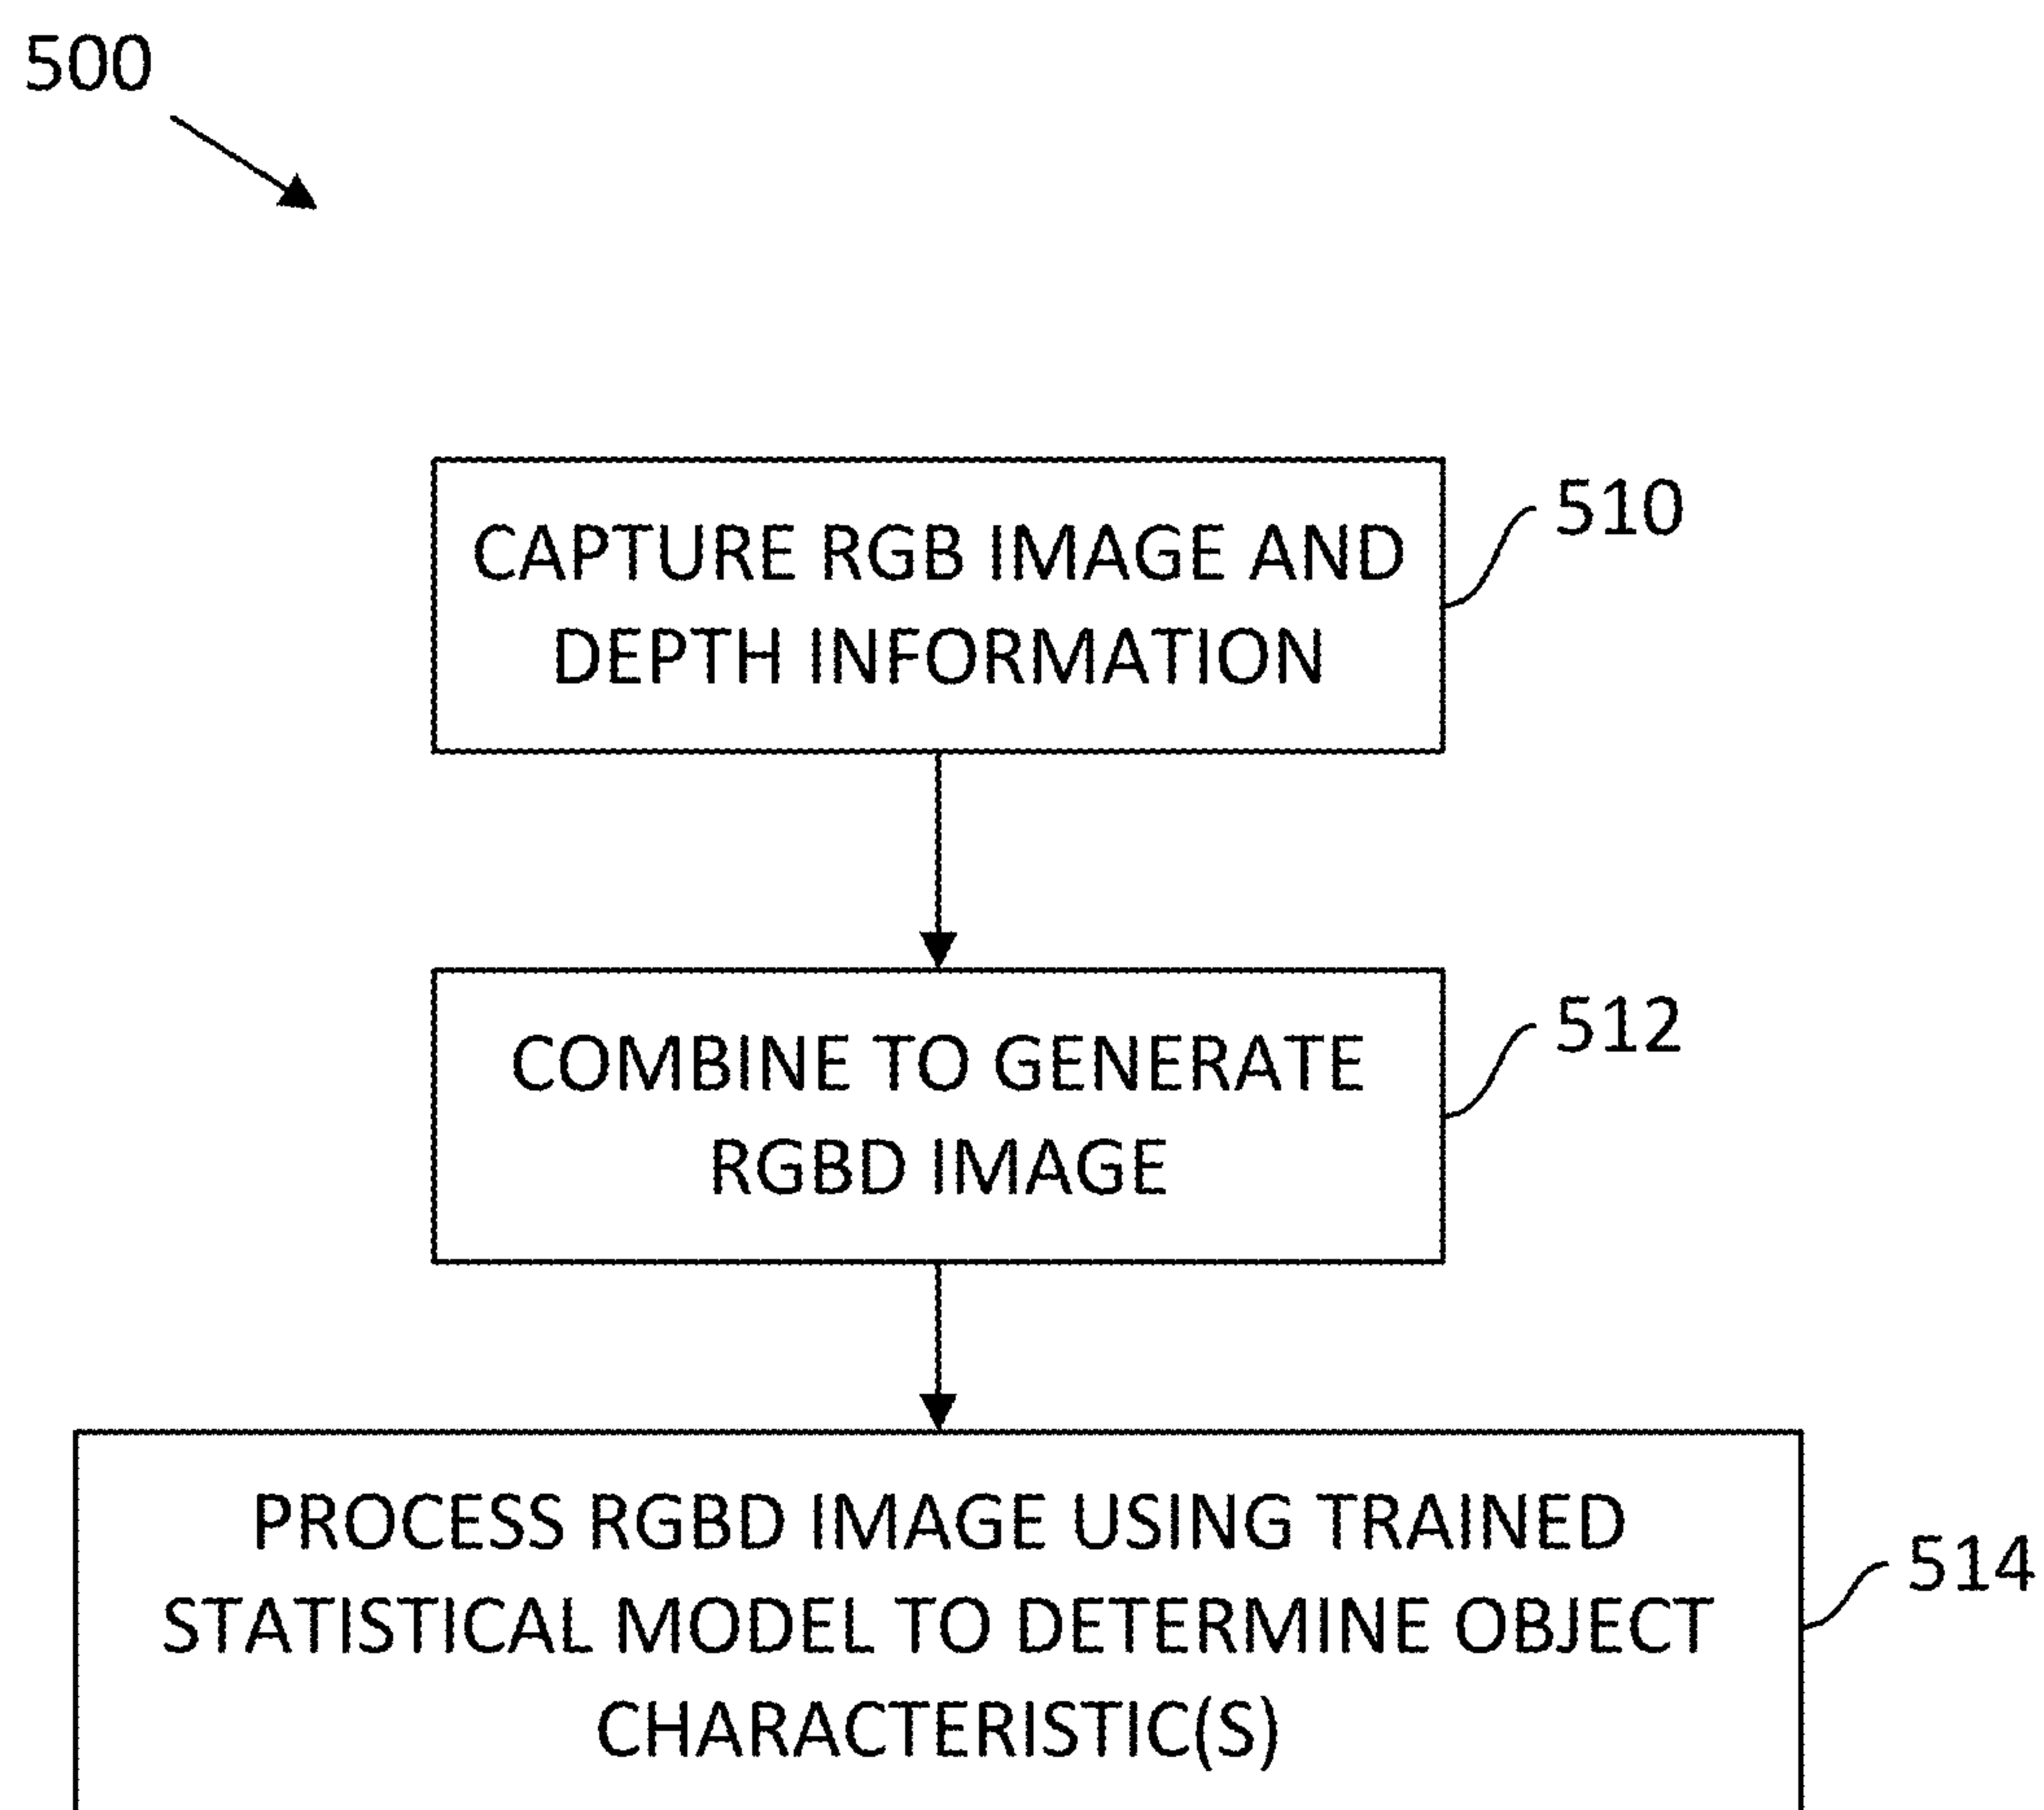 500
CAPTURE RGB IMAGE AND
DEPTH INFORMATION
510
COMBINE TO GENERATE
RGBD IMAGE
512
PROCESS RGBD IMAGE USING TRAINED
STATISTICAL MODEL TO DETERMINE OBJECT
CHARACTERISTIC(S)
514